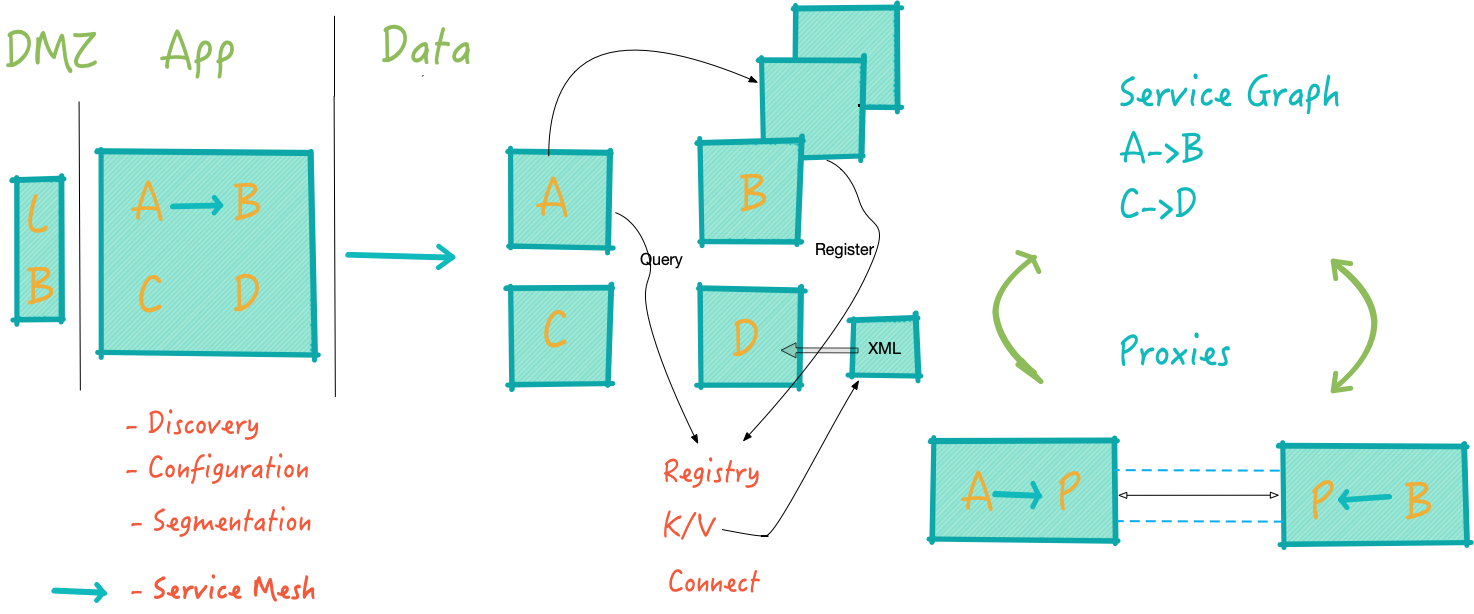 DMZ App Data
L
B
A B
C D
- Discovery
- Configuration
- Segmentation
- Service Mesh
A
B
C
D
Query
Register
XML
Registry
K/V
Connect
Service Graph
A->B
C->D
Proxies
A P
P B